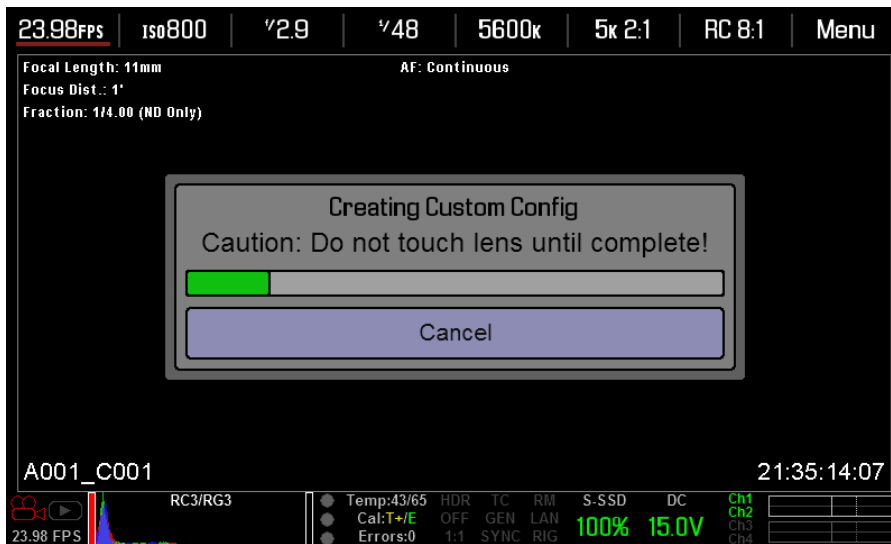 23.98FPS ISO800 f/2.9 1/48 5600K 5K 2:1 RC 8:1 Menu
Focal Length: 11mm AF: Continuous
Focus Dist.: 1'
Fraction: 1/4.00 (ND Only)
Creating Custom Config
Caution: Do not touch lens until complete!
Cancel
A001_C001 21:35:14:07
RC3/RG3 Temp:43/65 HDR TC RM S-SSD DC Ch1
Cal:T+/E OFF GEN LAN 100% 15.0V Ch2
23.98 FPS Errors:0 1:1 SYNC RIG Ch3
Ch4